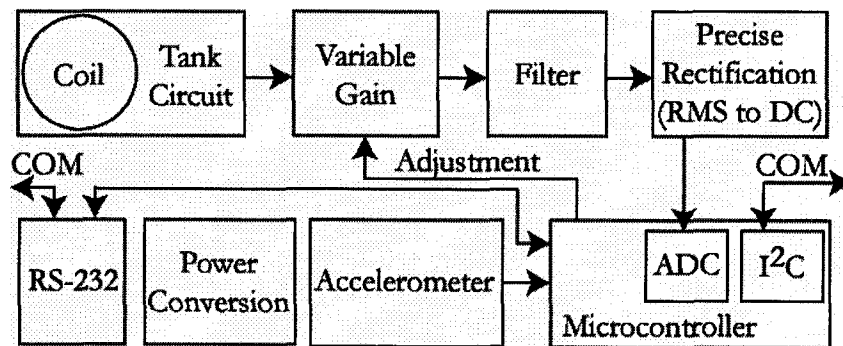 Coil
Tank
Circuit
Variable
Gain
Filter
Precise
Rectification
(RMS to DC)
COM
Adjustment
COM
RS-232
Power
Conversion
Accelerometer
ADC
I²C
Microcontroller